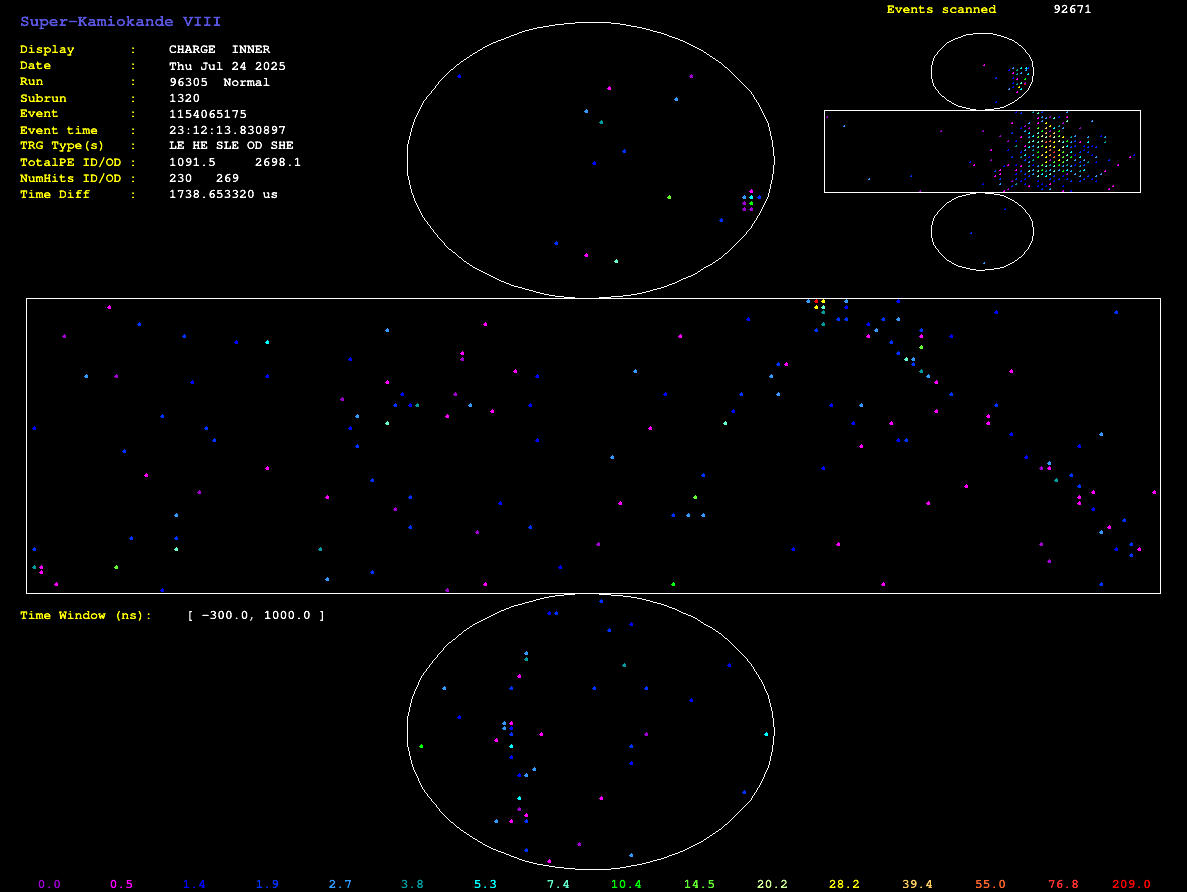 Super-Kamiokande VIII
Events scanned 92671
Display : CHARGE INNER
Date : Thu Jul 24 2025
Run : 96305 Normal
Subrun : 1320
Event : 1154065175
Event time : 23:12:13.830897
TRG Type(s) : LE HE SLE OD SHE
TotalPE ID/OD : 1091.5 2698.1
NumHits ID/OD : 230 269
Time Diff : 1738.653320 us
Time Window (ns): [ -300.0, 1000.0 ]
0.0 0.5 1.4 1.9 2.7 3.8 5.3 7.4 10.4 14.5 20.2 28.2 39.4 55.0 76.8 209.0